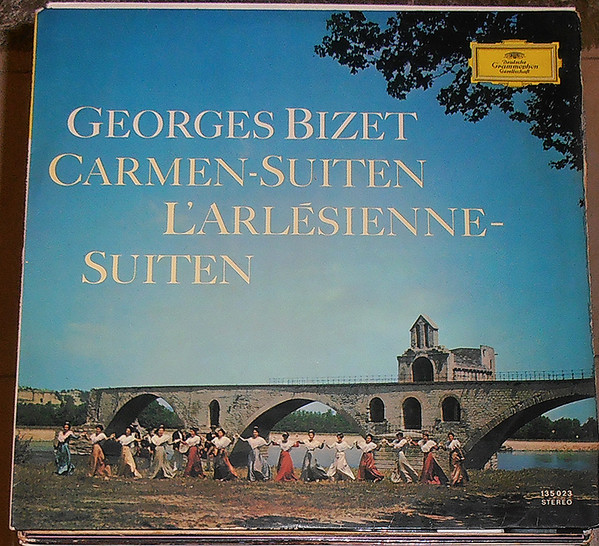 Deutsche
Grammophon
Gesellschaft
GEORGES BIZET
CARMEN-SUITEN
L'ARLÉSIENNE-
SUITEN
135 023
STEREO